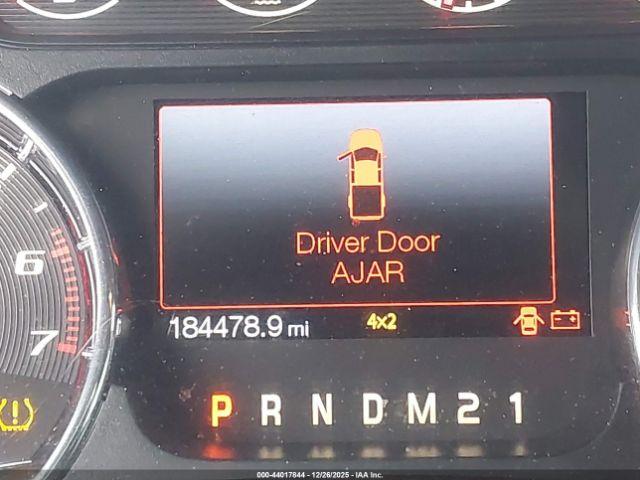 6
7
Driver Door
AJAR
184478.9 mi
4x2
P R N D M 2 1
000-44017844 / 12/26/2025 - IAA Inc.